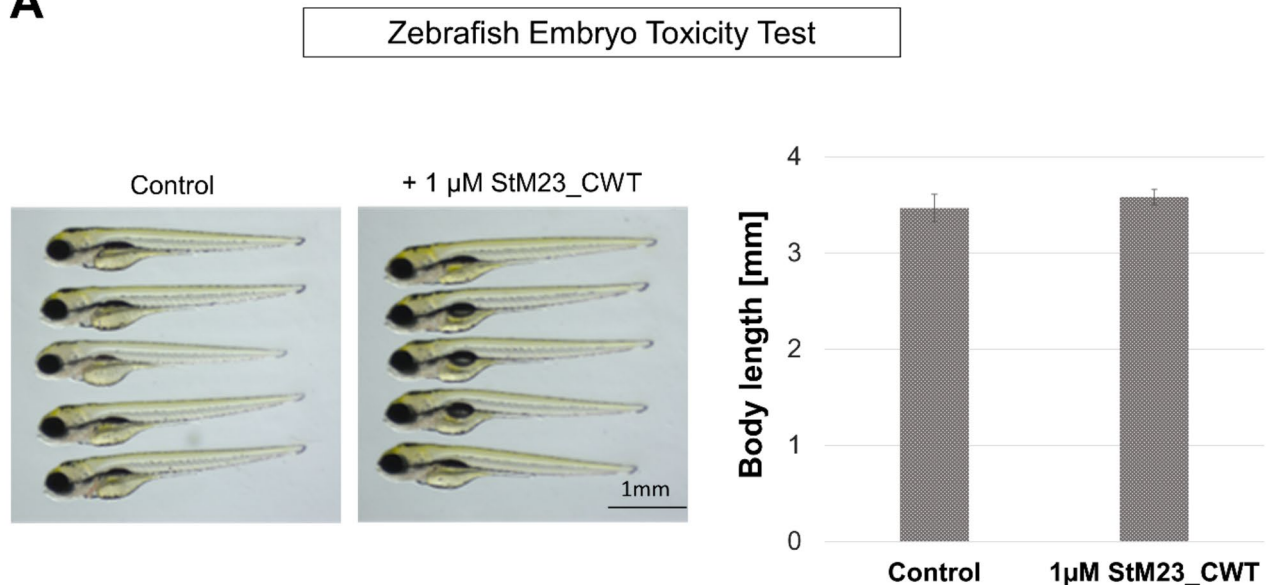 A
Zebrafish Embryo Toxicity Test
Control
+ 1 µM StM23_CWT
1mm
Body length [mm]
4
3
2
1
0
Control
1µM StM23_CWT